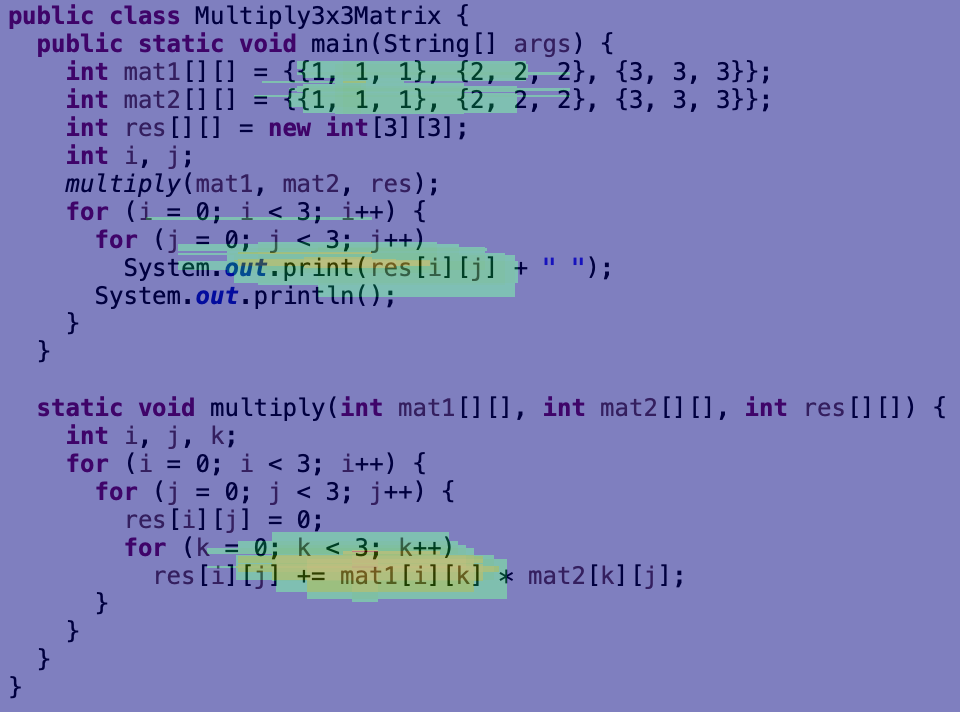 public class Multiply3x3Matrix {
  public static void main(String[] args) {
    int mat1[][] = {{1, 1, 1}, {2, 2, 2}, {3, 3, 3}};
    int mat2[][] = {{1, 1, 1}, {2, 2, 2}, {3, 3, 3}};
    int res[][] = new int[3][3];
    int i, j;
    multiply(mat1, mat2, res);
    for (i = 0; i < 3; i++) {
      for (j = 0; j < 3; j++)
        System.out.print(res[i][j] + " ");
      System.out.println();
    }
  }

  static void multiply(int mat1[][], int mat2[][], int res[][]) {
    int i, j, k;
    for (i = 0; i < 3; i++) {
      for (j = 0; j < 3; j++) {
        res[i][j] = 0;
        for (k = 0; k < 3; k++)
          res[i][j] += mat1[i][k] * mat2[k][j];
      }
    }
  }
}